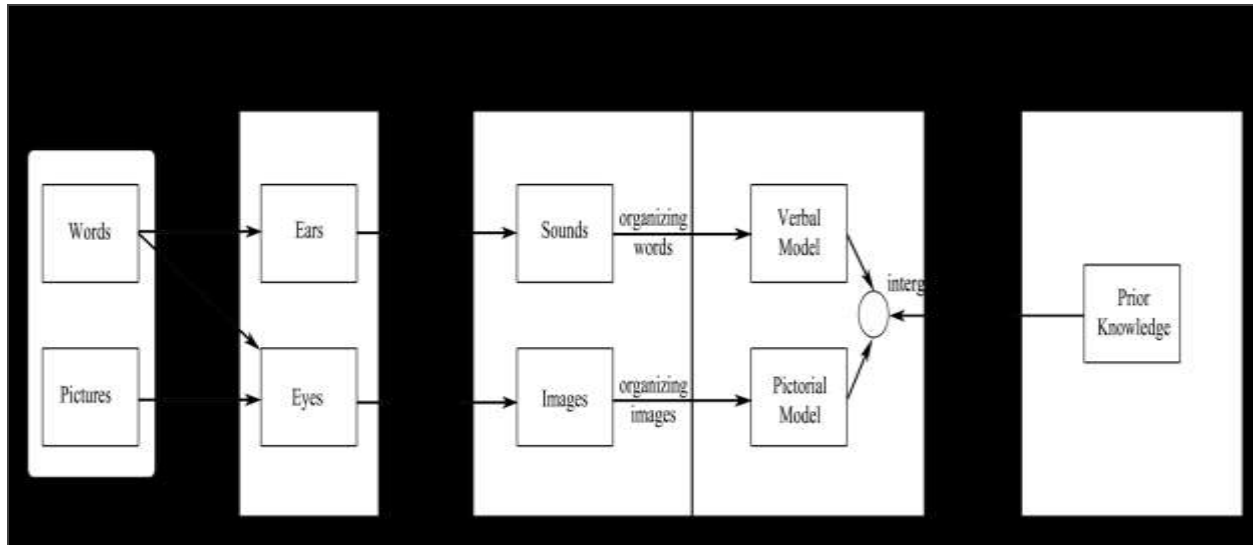 Words
Ears
Sounds
organizing
words
Verbal
Model
interg
Prior
Knowledge
Pictures
Eyes
Images
organizing
images
Pictorial
Model